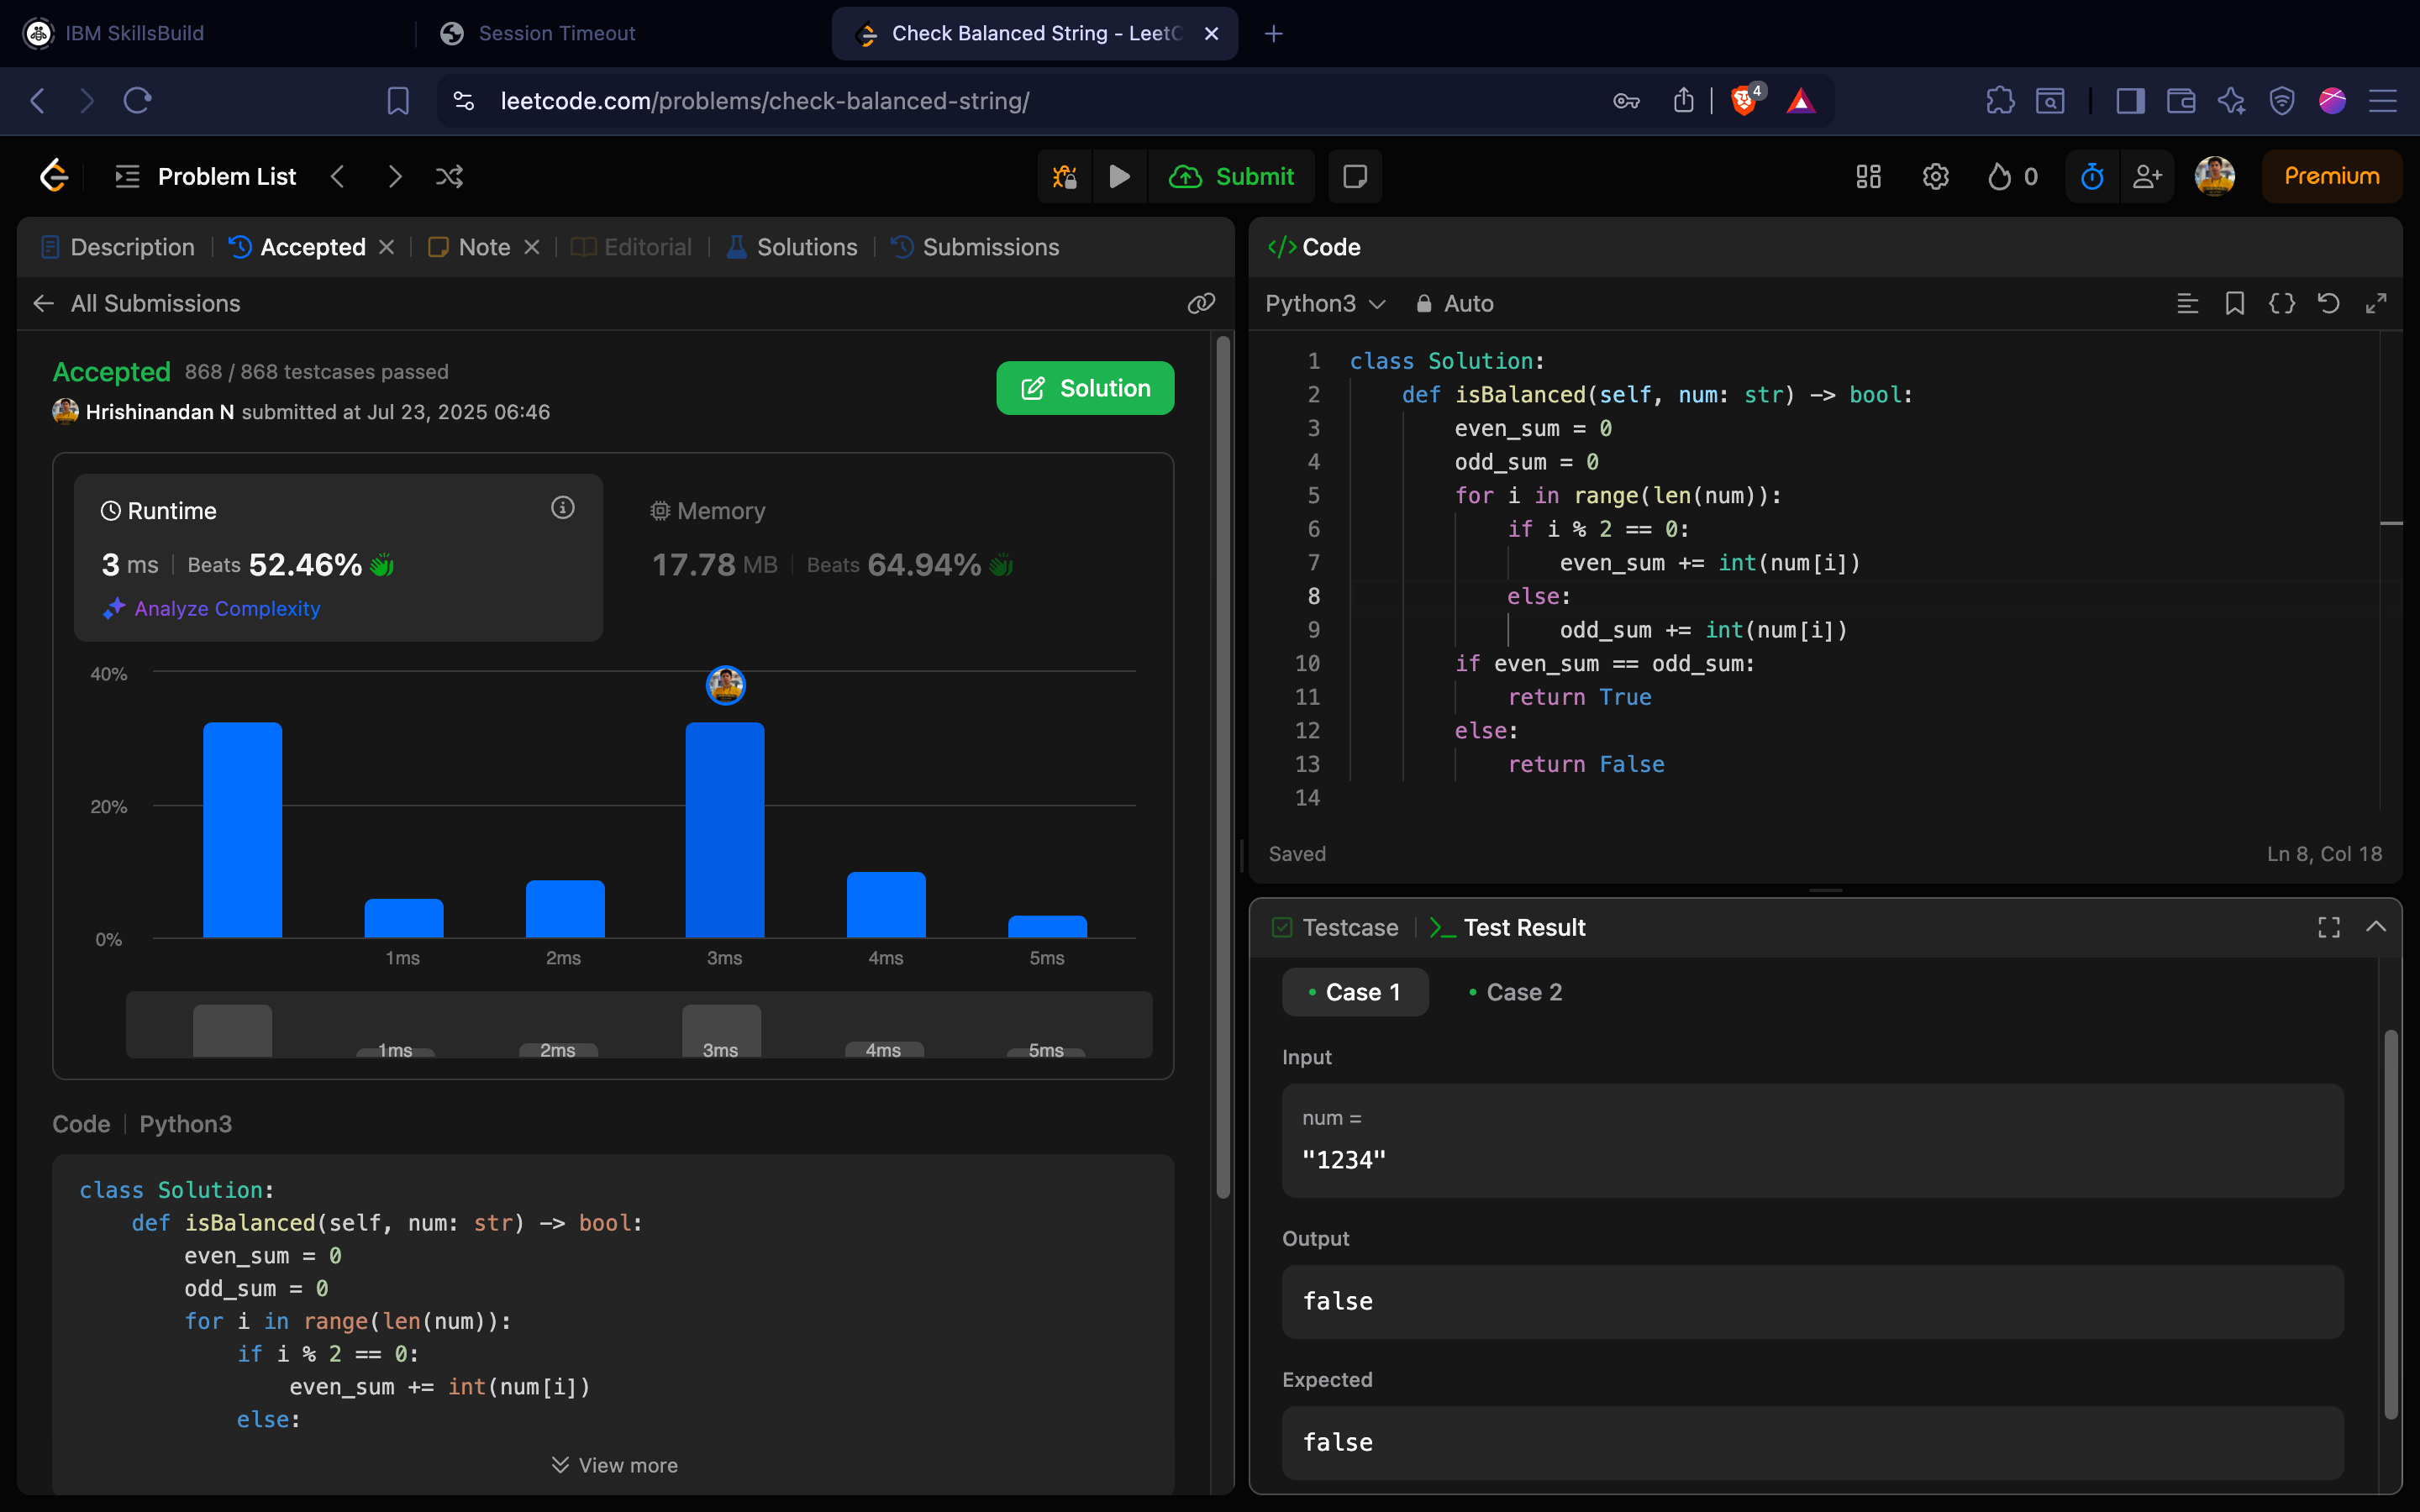 IBM SkillsBuild
Session Timeout
Check Balanced String - LeetC
leetcode.com/problems/check-balanced-string/
4
Problem List
Submit
0
Premium
Description
Accepted
Note
Editorial
Solutions
Submissions
All Submissions
Accepted 868 / 868 testcases passed
Hrishinandan N submitted at Jul 23, 2025 06:46
Solution
Runtime
3 ms Beats 52.46%
Analyze Complexity
Memory
17.78 MB Beats 64.94%
40%
20%
0%
1ms 2ms 3ms 4ms 5ms
1ms 2ms 3ms 4ms 5ms
Code Python3
class Solution:
    def isBalanced(self, num: str) -> bool:
        even_sum = 0
        odd_sum = 0
        for i in range(len(num)):
            if i % 2 == 0:
                even_sum += int(num[i])
            else:
View more
Code
Python3
Auto
1 class Solution:
2     def isBalanced(self, num: str) -> bool:
3         even_sum = 0
4         odd_sum = 0
5         for i in range(len(num)):
6             if i % 2 == 0:
7                 even_sum += int(num[i])
8             else:
9                 odd_sum += int(num[i])
10         if even_sum == odd_sum:
11             return True
12         else:
13             return False
14
Saved
Ln 8, Col 18
Testcase
Test Result
Case 1
Case 2
Input
num =
"1234"
Output
false
Expected
false